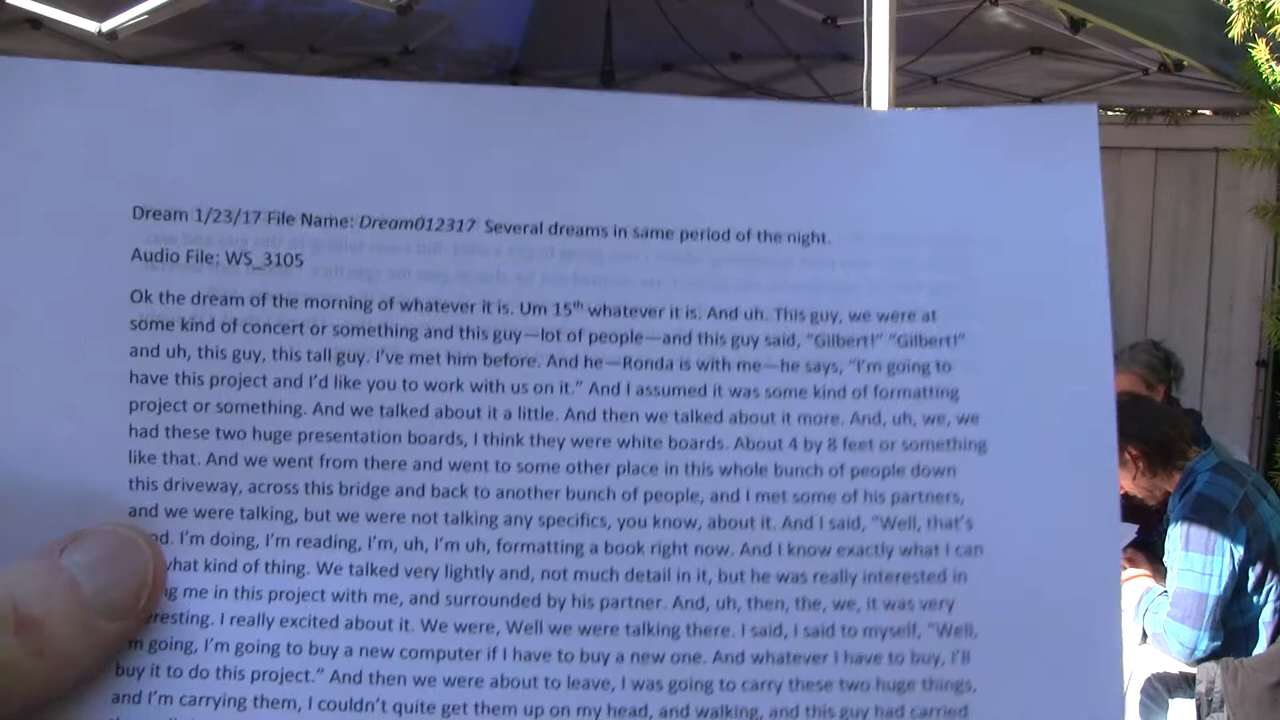 Dream 1/23/17 File Name: Dream012317 Several dreams in same period of the night.
Audio File: WS_3105
Ok the dream of the morning of whatever it is. Um 15th whatever it is. And uh. This guy, we were at
some kind of concert or something and this guy—lot of people—and this guy said, "Gilbert!" "Gilbert!"
and uh, this guy, this tall guy. I've met him before. And he—Ronda is with me—he says, "I'm going to
have this project and I'd like you to work with us on it." And I assumed it was some kind of formatting
project or something. And we talked about it a little. And then we talked about it more. And, uh, we, we
had these two huge presentation boards, I think they were white boards. About 4 by 8 feet or something
like that. And we went from there and went to some other place in this whole bunch of people down
this driveway, across this bridge and back to another bunch of people, and I met some of his partners,
and we were talking, but we were not talking any specifics, you know, about it. And I said, "Well, that's
I'm doing, I'm reading, I'm, uh, I'm uh, formatting a book right now. And I know exactly what I can
what kind of thing. We talked very lightly and, not much detail in it, but he was really interested in
me in this project with me, and surrounded by his partner. And, uh, then, the, we, it was very
eresting. I really excited about it. We were, Well we were talking there. I said, I said to myself, "Well,
m going, I'm going to buy a new computer if I have to buy a new one. And whatever I have to buy, I'll
buy it to do this project." And then we were about to leave, I was going to carry these two huge things,
and I'm carrying them, I couldn't quite get them up on my head, and walking, and this guy had carried